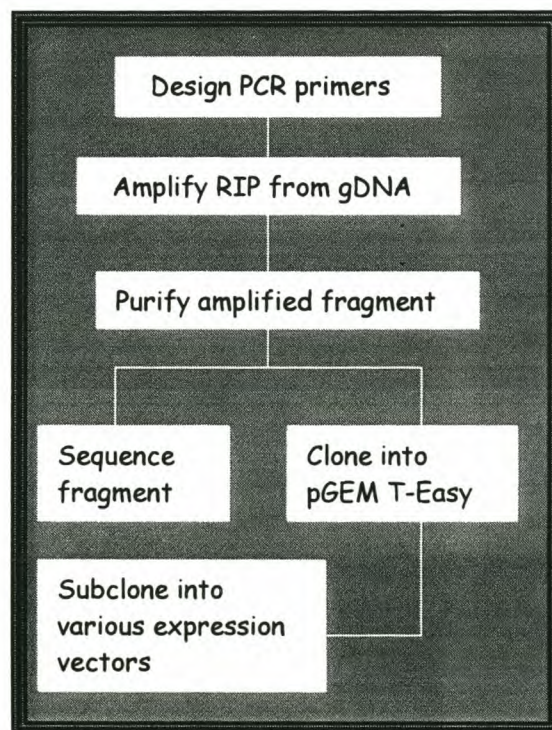 Design PCR primers
Amplify RIP from gDNA
Purify amplified fragment
Sequence
fragment
Clone into
pGEM T-Easy
Subclone into
various expression
vectors